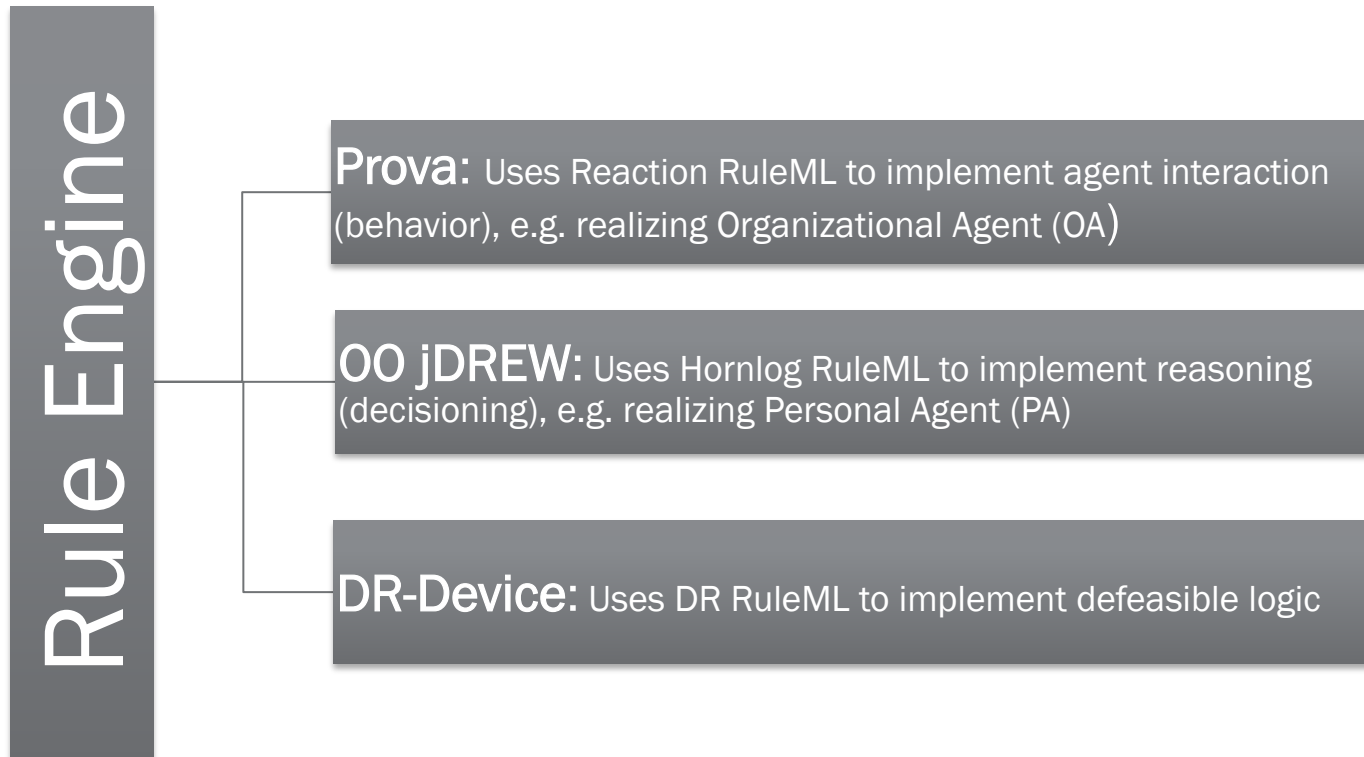 Rule Engine
Prova: Uses Reaction RuleML to implement agent interaction
(behavior), e.g. realizing Organizational Agent (OA)
OO jDREW: Uses Hornlog RuleML to implement reasoning
(decisioning), e.g. realizing Personal Agent (PA)
DR-Device: Uses DR RuleML to implement defeasible logic